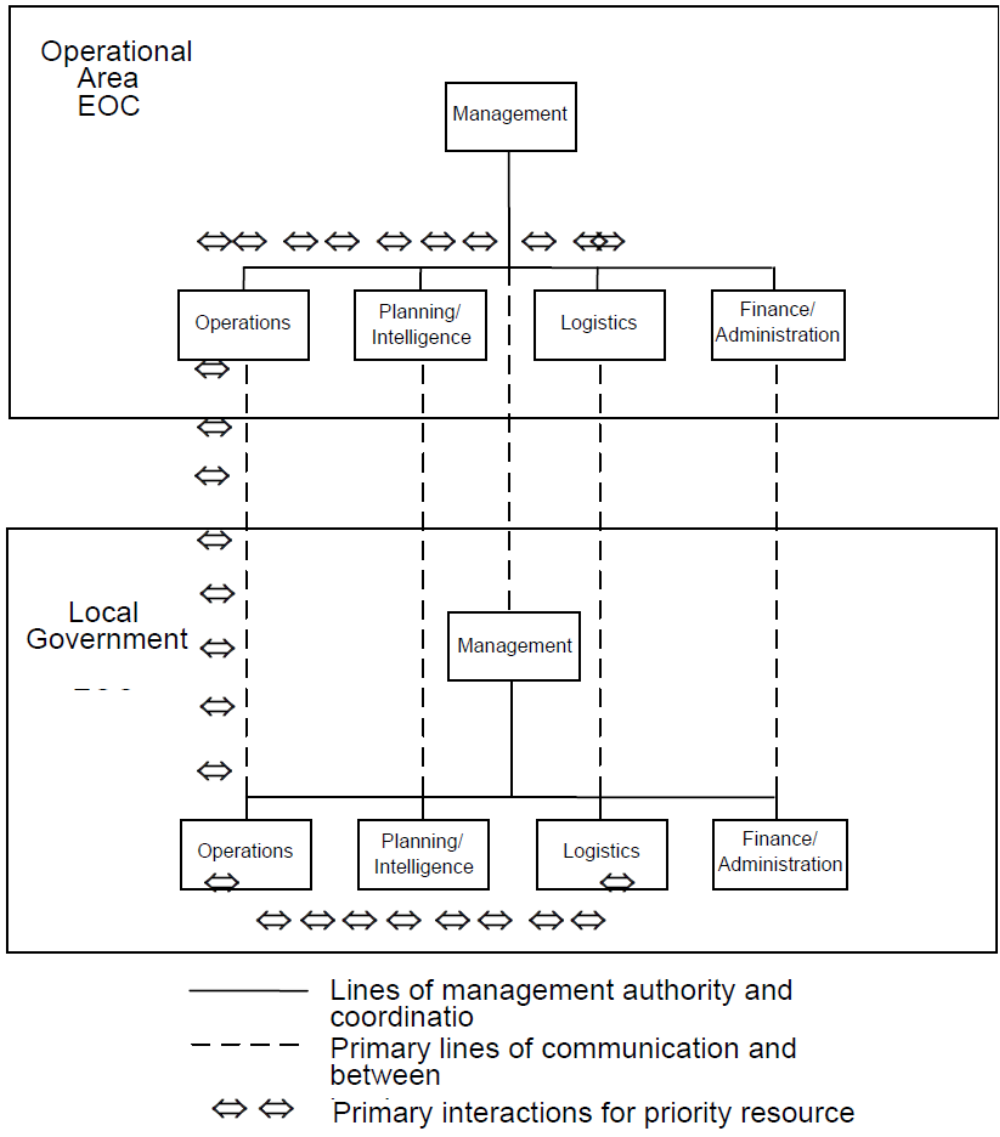 Operational
Area
EOC
Management
Operations
Planning/
Intelligence
Logistics
Finance/
Administration
Local
Government
Management
Operations
Planning/
Intelligence
Logistics
Finance/
Administration
Lines of management authority and
coordinatio
Primary lines of communication and
between
Primary interactions for priority resource